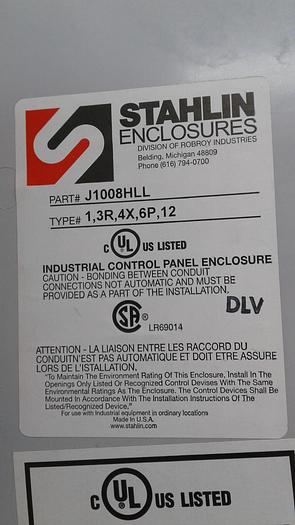 STAHLIN
ENCLOSURES
DIVISION OF ROBROY INDUSTRIES
Belding, Michigan 48809
Phone (616) 794-0700
PART# J1008HLL
TYPE# 1,3R,4X,6P,12
C UL US LISTED
INDUSTRIAL CONTROL PANEL ENCLOSURE
CAUTION - BONDING BETWEEN CONDUIT
CONNECTIONS NOT AUTOMATIC AND MUST BE
PROVIDED AS A PART OF THE INSTALLATION.
DLV
SA ®
LR69014
ATTENTION - LA LIAISON ENTRE LES RACCORD DU
CONDUIT'EN EST PAS AUTOMATIQUE ET DOIT ETRE ASSURE
LORS DE L'ISTALLATION.
"To Maintain The Environment Rating Of This Enclosure, Install In The
Openings Only Listed Or Recognized Control Devises With The Same
Environmental Ratings As The Enclosure. The Control Devices Shall Be
Mounted In Accordance With The Installation Instructions Of The
Listed/Recognized Device."
For use with Industrial equipment in ordinary locations
Made In U.S.A.
www.stahlin.com
C UL US LISTED